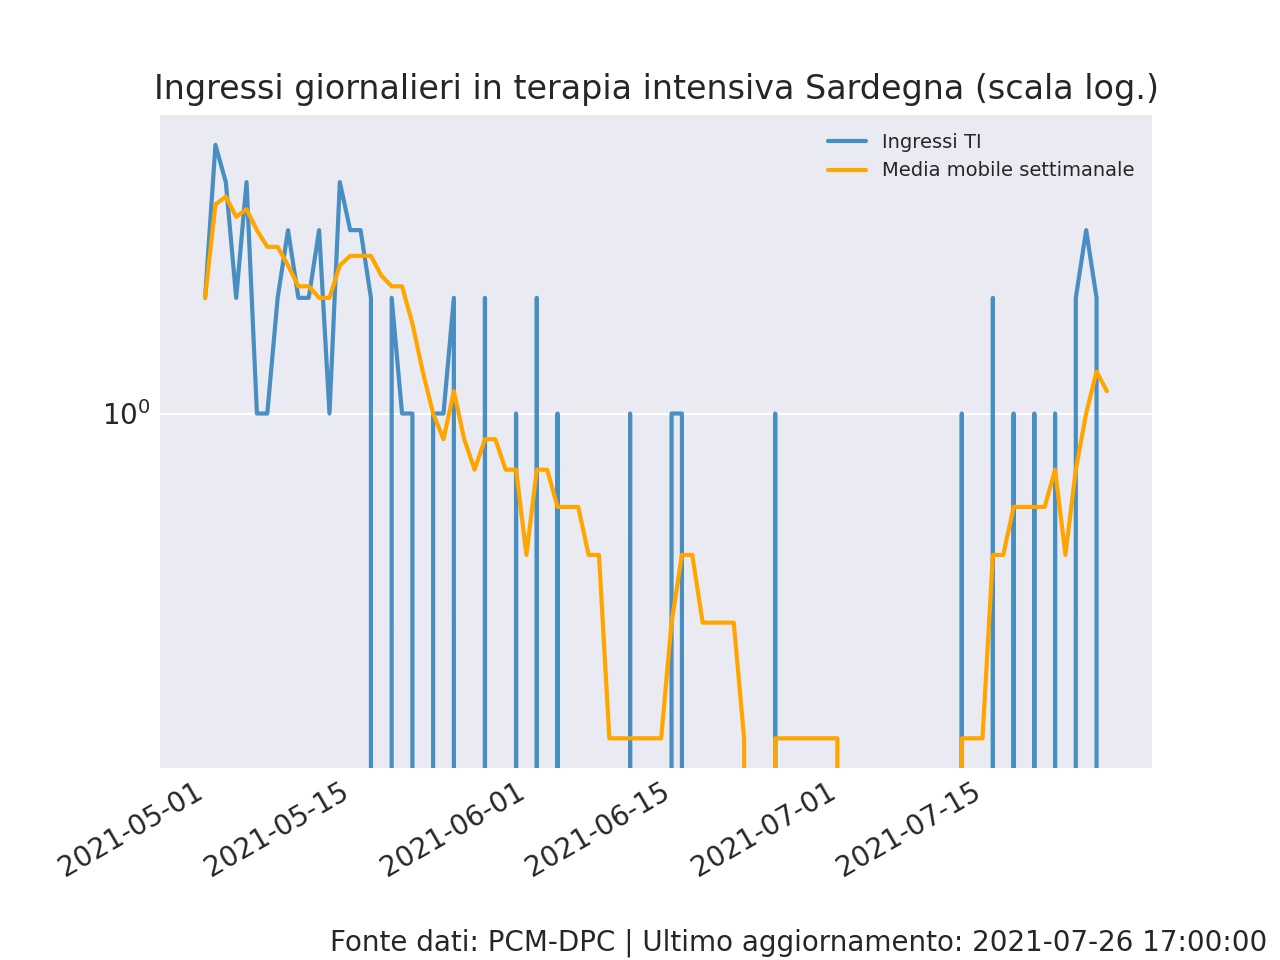 Ingressi giornalieri in terapia intensiva Sardegna (scala log.)
Ingressi TI
Media mobile settimanale
10⁰
2021-05-01
2021-05-15
2021-06-01
2021-06-15
2021-07-01
2021-07-15
Fonte dati: PCM-DPC | Ultimo aggiornamento: 2021-07-26 17:00:00